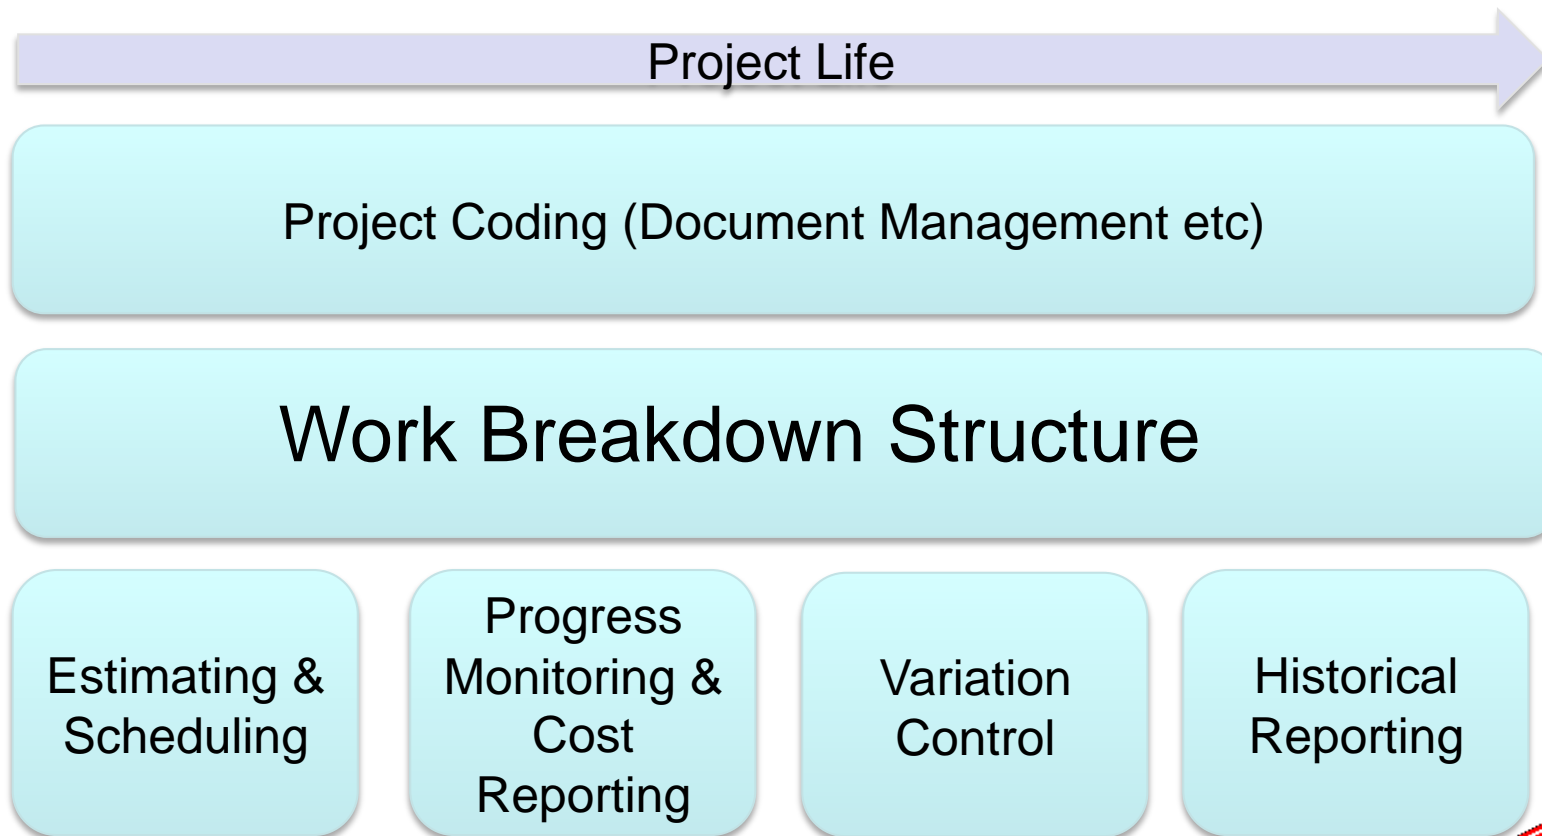 Project Life
Project Coding (Document Management etc)
Work Breakdown Structure
Estimating &
Scheduling
Progress
Monitoring &
Cost
Reporting
Variation
Control
Historical
Reporting